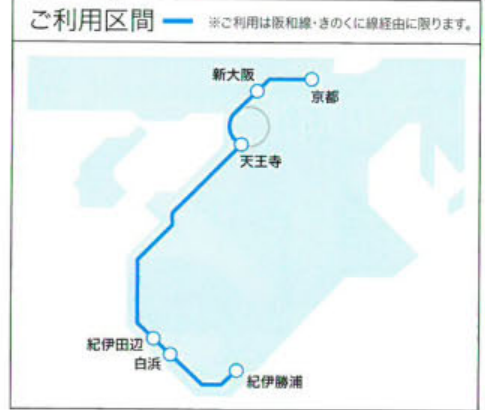 ご利用区間 ※ご利用は阪和線・きのくに線経由に限ります。
新大阪
京都
天王寺
紀伊田辺
白浜
紀伊勝浦